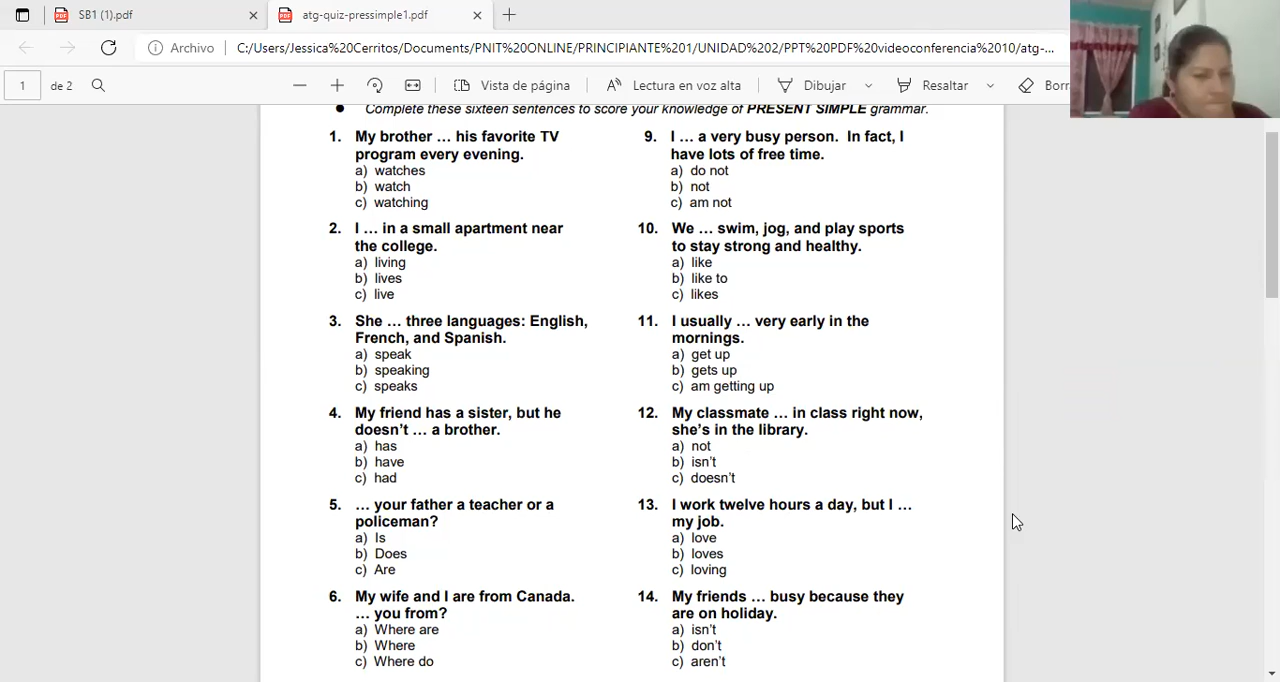 SB1 (1).pdf
atg-quiz-pressimple1.pdf
Archivo
C:/Users/Jessica%20Cerritos/Documents/PNIT%20ONLINE/PRINCIPIANTE%201/UNIDAD%202/PPT%20PDF%20videoconferencia%2010/atg-...
1 de 2
Vista de página
Lectura en voz alta
Dibujar
Resaltar
Borr
Complete these sixteen sentences to score your knowledge of PRESENT SIMPLE grammar.
1. My brother … his favorite TV
program every evening.
a) watches
b) watch
c) watching
2. I … in a small apartment near
the college.
a) living
b) lives
c) live
3. She … three languages: English,
French, and Spanish.
a) speak
b) speaking
c) speaks
4. My friend has a sister, but he
doesn’t … a brother.
a) has
b) have
c) had
5. … your father a teacher or a
policeman?
a) Is
b) Does
c) Are
6. My wife and I are from Canada.
… you from?
a) Where are
b) Where
c) Where do
9. I … a very busy person. In fact, I
have lots of free time.
a) do not
b) not
c) am not
10. We … swim, jog, and play sports
to stay strong and healthy.
a) like
b) like to
c) likes
11. I usually … very early in the
mornings.
a) get up
b) gets up
c) am getting up
12. My classmate … in class right now,
she’s in the library.
a) not
b) isn’t
c) doesn’t
13. I work twelve hours a day, but I …
my job.
a) love
b) loves
c) loving
14. My friends … busy because they
are on holiday.
a) isn’t
b) don’t
c) aren’t